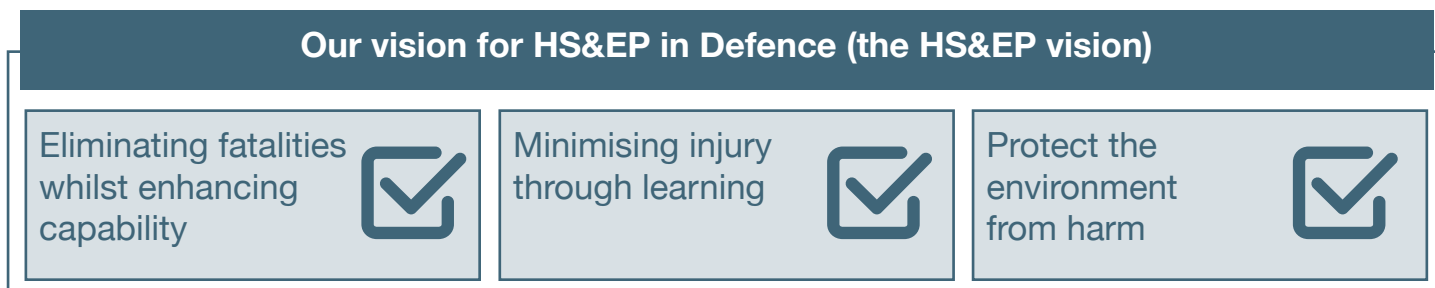 Our vision for HS&EP in Defence (the HS&EP vision)
Eliminating fatalities
whilst enhancing
capability
Minimising injury
through learning
Protect the
environment
from harm